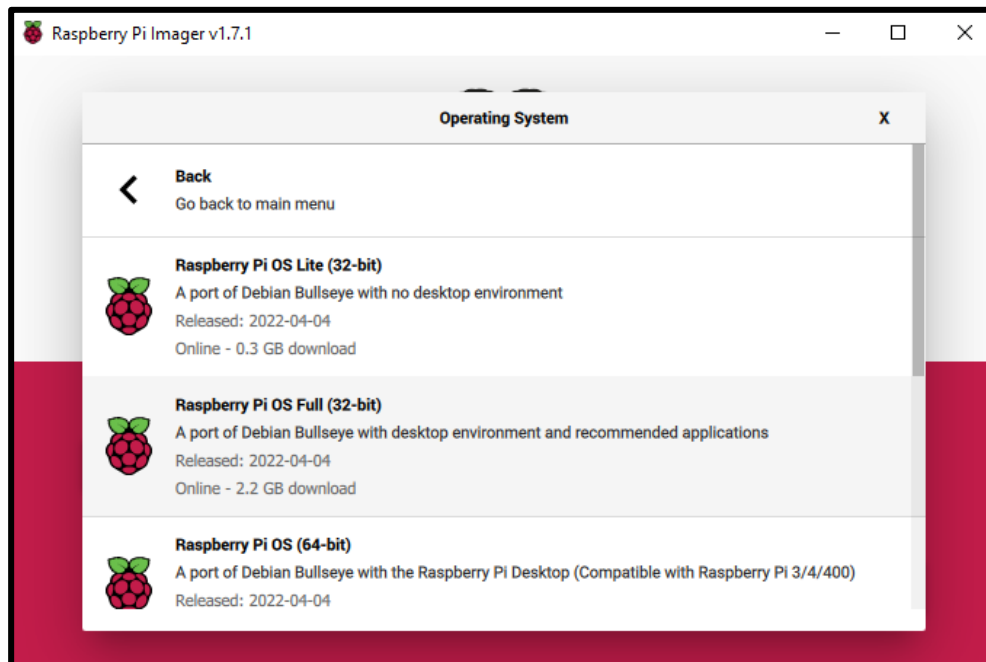 Raspberry Pi Imager v1.7.1
Operating System
X
Back
Go back to main menu
Raspberry Pi OS Lite (32-bit)
A port of Debian Bullseye with no desktop environment
Released: 2022-04-04
Online - 0.3 GB download
Raspberry Pi OS Full (32-bit)
A port of Debian Bullseye with desktop environment and recommended applications
Released: 2022-04-04
Online - 2.2 GB download
Raspberry Pi OS (64-bit)
A port of Debian Bullseye with the Raspberry Pi Desktop (Compatible with Raspberry Pi 3/4/400)
Released: 2022-04-04